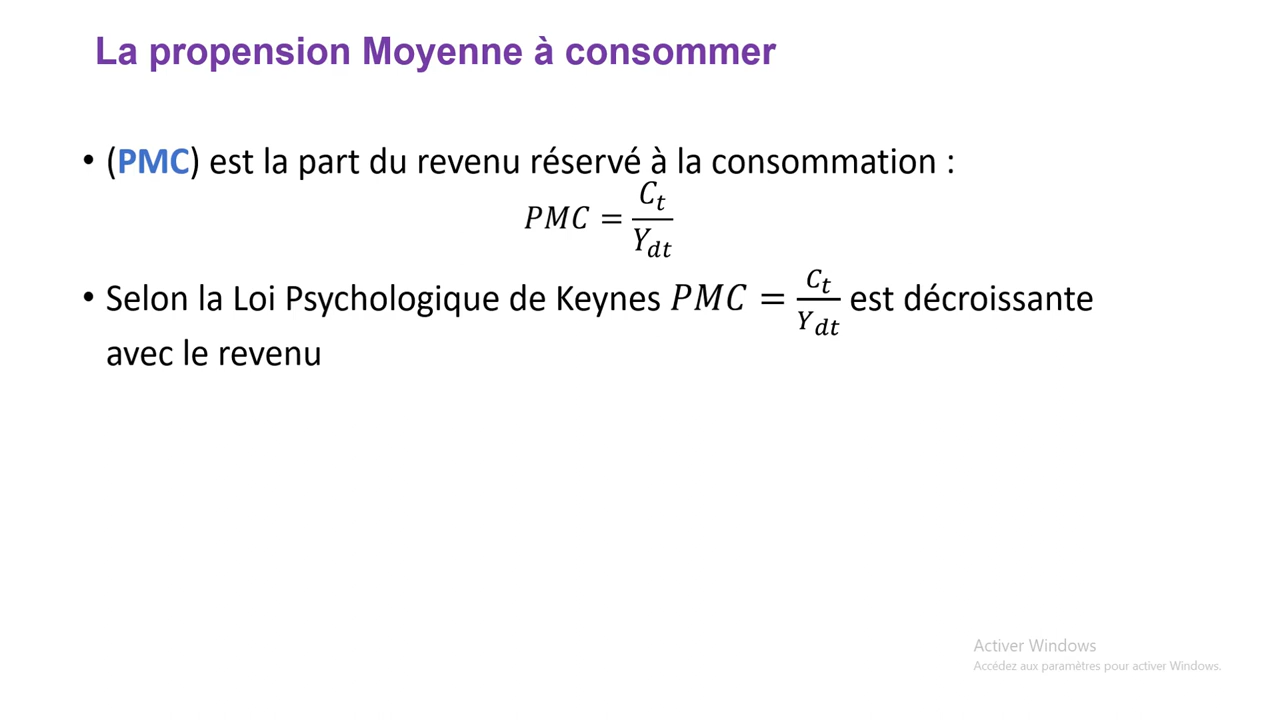 La propension Moyenne à consommer
• (PMC) est la part du revenu réservé à la consommation :
PMC = C_t / Y_dt
• Selon la Loi Psychologique de Keynes PMC = C_t / Y_dt est décroissante
avec le revenu
Activer Windows
Accédez aux paramètres pour activer Windows.